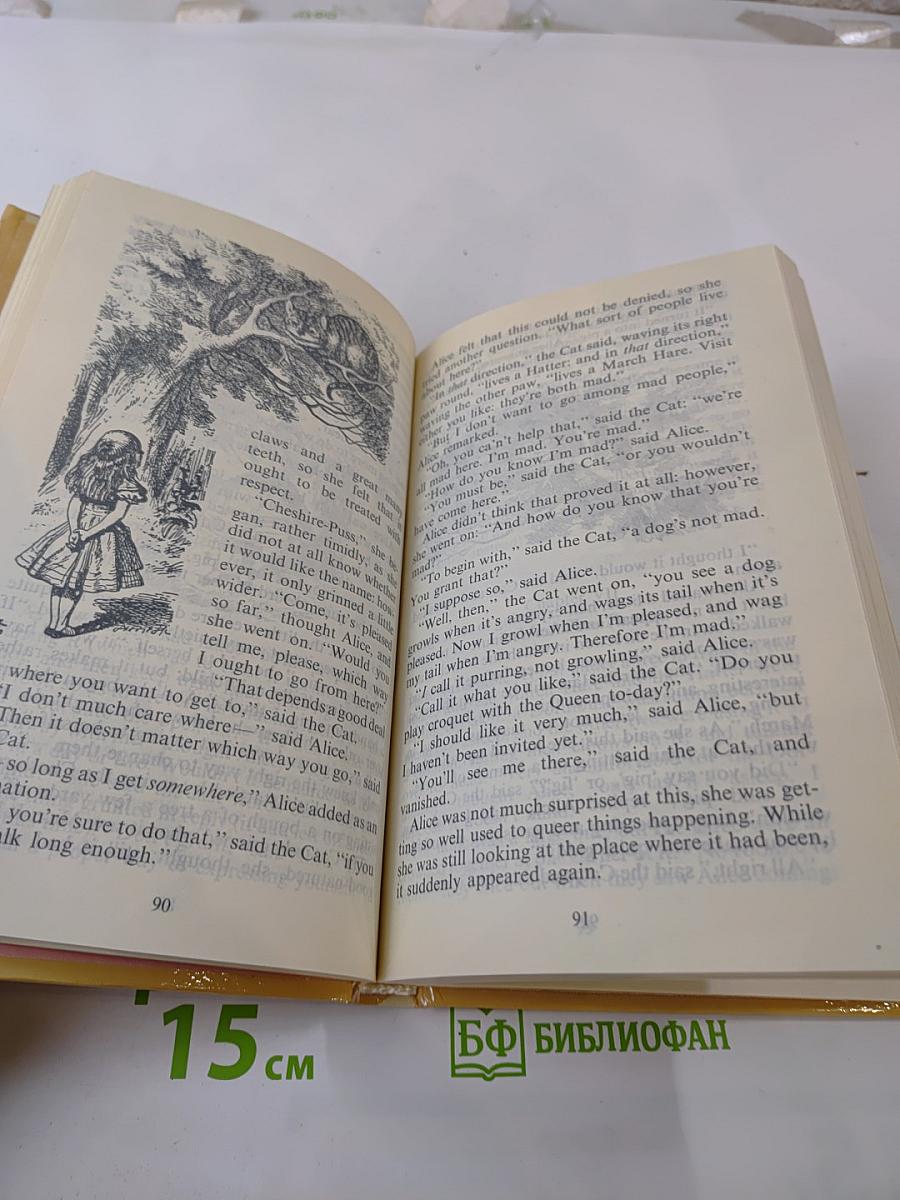 claws and a great many
teeth, so she felt that it
ought to be treated with
respect.
"Cheshire-Puss," she be-
gan, rather timidly, as she
did not at all know whether
it would like the name: how-
ever, it only grinned a little
wider. "Come, it's pleased
so far," thought Alice, and
she went on. "Would you
tell me, please, which way
I ought to go from here?"
"That depends a good deal
where you want to get to," said the Cat.
"I don't much care where—" said Alice.
Then it doesn't matter which way you go," said
Cat.
so long as I get somewhere," Alice added as an
you're sure to do that," said the Cat, "if you
long enough."
90
Alice felt that this could not be denied, so she
tried another question. "What sort of people live
about here?"
"In that direction," the Cat said, waving its right
paw round, "lives a Hatter: and in that direction,"
waving the other paw, "lives a March Hare. Visit
either you like: they're both mad."
"But I don't want to go among mad people,"
Alice remarked.
"Oh, you ca'n't help that," said the Cat: "we're
all mad here. I'm mad. You're mad."
"How do you know I'm mad?" said Alice.
"You must be," said the Cat, "or you wouldn't
have come here."
Alice didn't think that proved it at all: however,
she went on: "And how do you know that you're
mad?"
"To begin with," said the Cat, "a dog's not mad.
You grant that?"
"I suppose so," said Alice.
"Well, then," the Cat went on, "you see a dog
growls when it's angry, and wags its tail when it's
pleased. Now I growl when I'm pleased, and wag
my tail when I'm angry. Therefore I'm mad."
"I call it purring, not growling," said Alice.
"Call it what you like," said the Cat. "Do you
play croquet with the Queen to-day?"
"I should like it very much," said Alice, "but
I haven't been invited yet."
"You'll see me there," said the Cat, and
vanished.
Alice was not much surprised at this, she was get-
ting so well used to queer things happening. While
she was still looking at the place where it had been,
it suddenly appeared again.
91
15 см
БФ БИБЛИОФАН